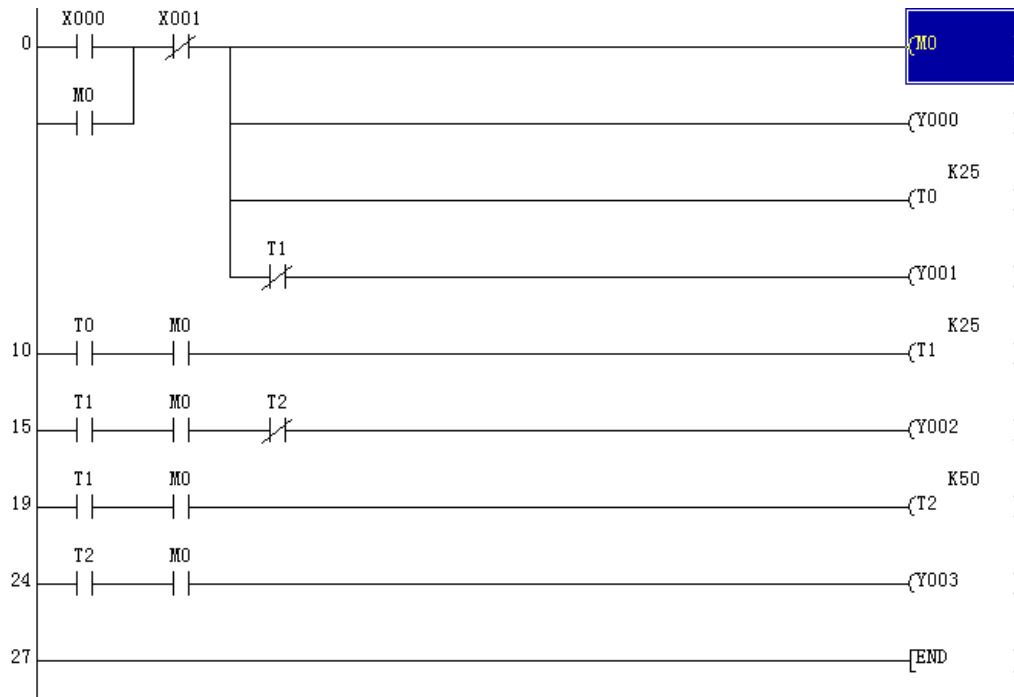 X000 X001
0 (M0
M0
(Y000
K25
(T0
T1
(Y001
T0 M0 K25
10 (T1
T1 M0 T2
15 (Y002
T1 M0 K50
19 (T2
T2 M0
24 (Y003
27 [END